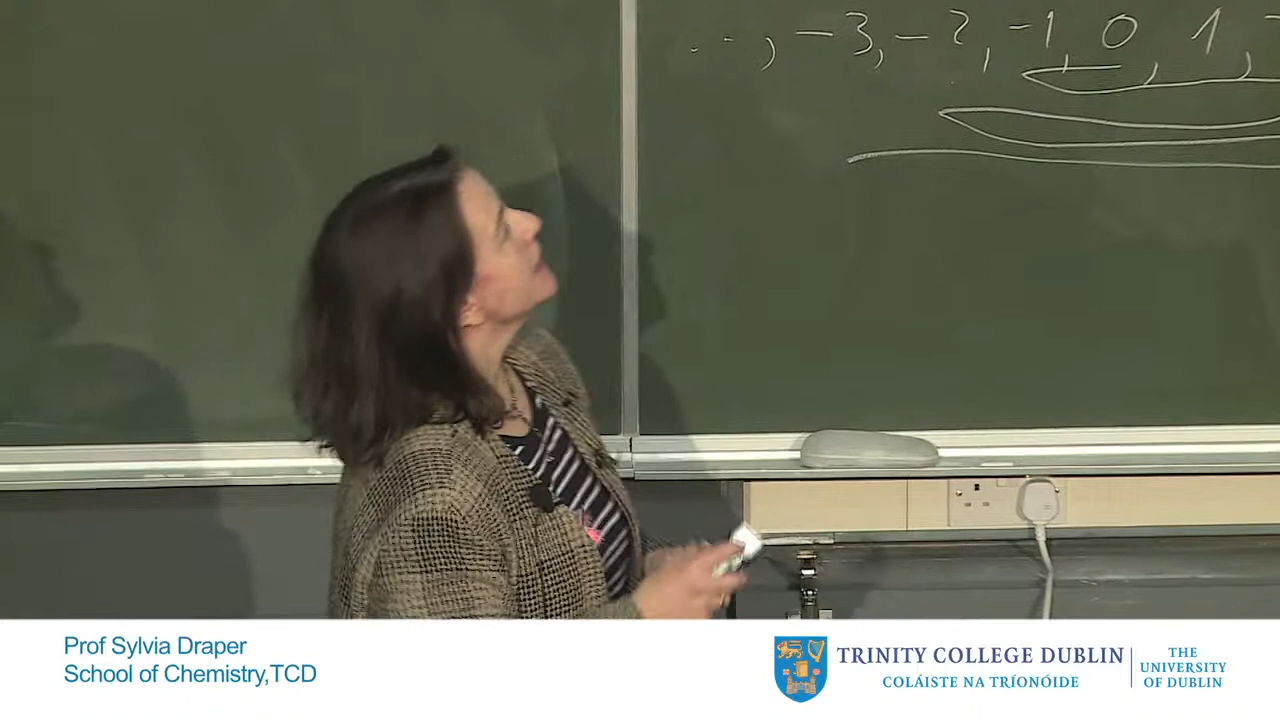 .. , -3, -2, -1, 0, 1,
Prof Sylvia Draper
School of Chemistry,TCD
TRINITY COLLEGE DUBLIN
COLÁISTE NA TRÍONÓIDE
THE
UNIVERSITY
OF DUBLIN